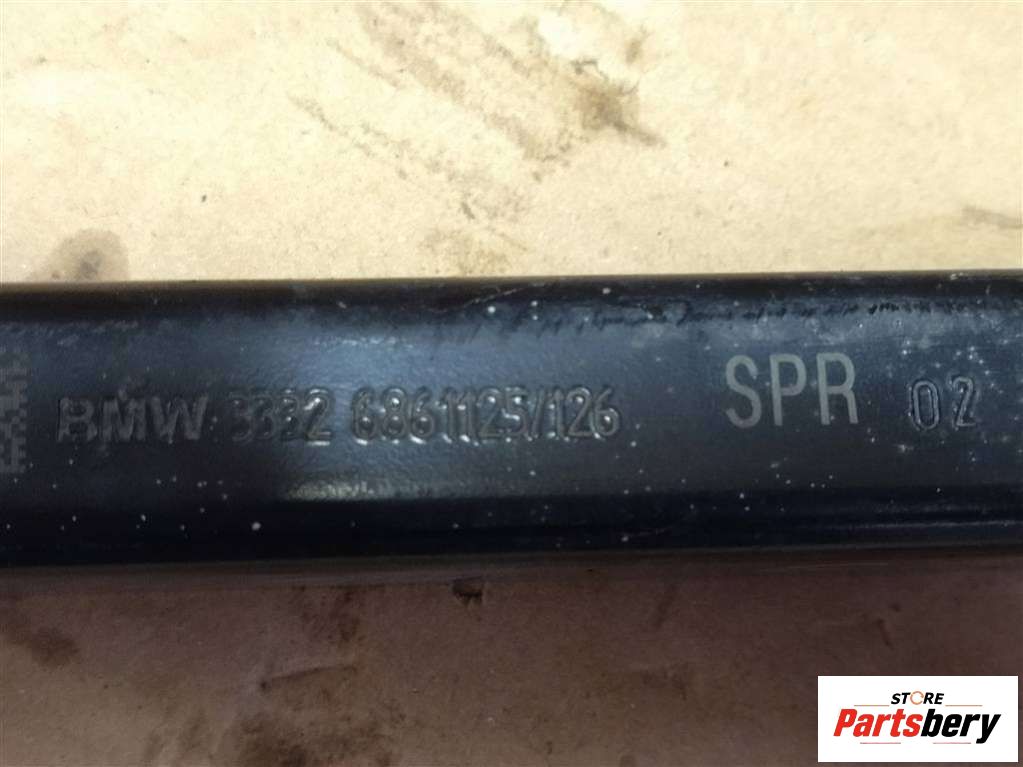 BMW 3332 6861125/126 SPR 02
STORE
Partsbery